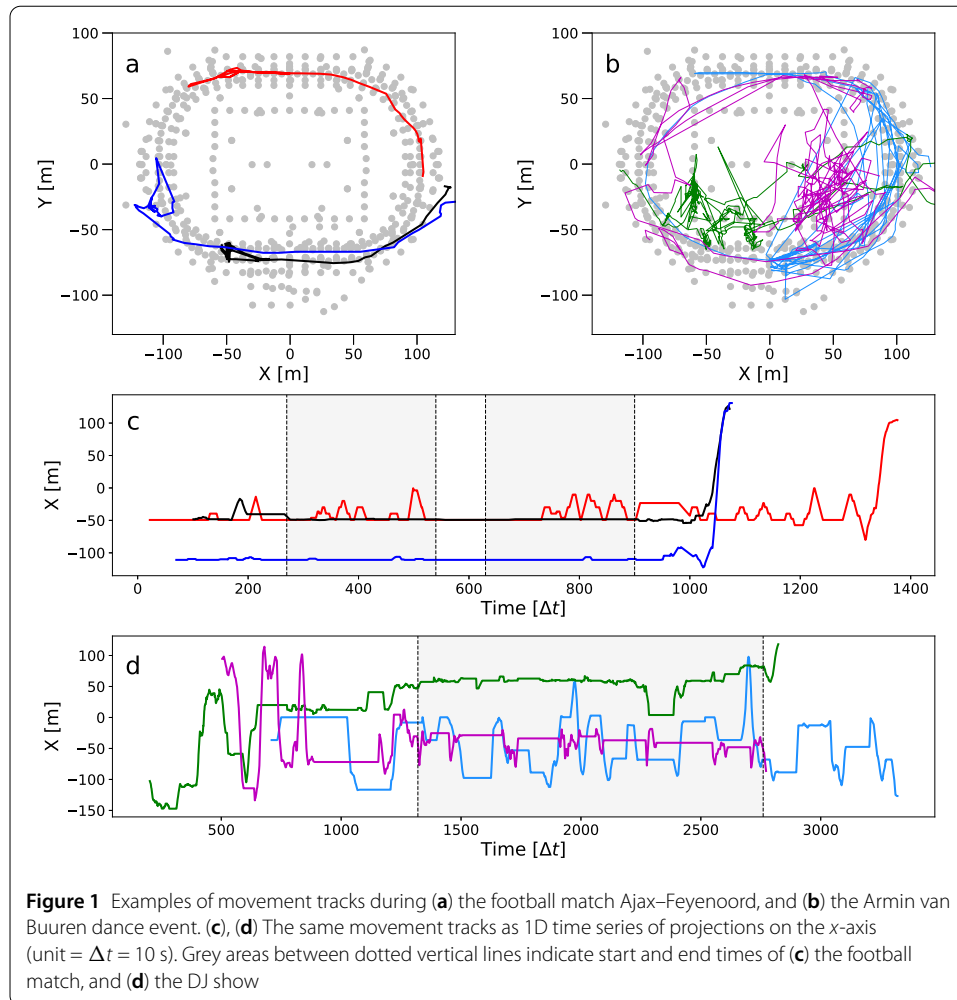 a
b
Y [m]
100
50
0
−50
−100
−100 −50 0 50 100
X [m]
Y [m]
100
50
0
−50
−100
−100 −50 0 50 100
X [m]
c
X [m]
100
50
0
−50
−100
0 200 400 600 800 1000 1200 1400
Time [Δt]
d
X [m]
100
50
0
−50
−100
−150
500 1000 1500 2000 2500 3000
Time [Δt]
Figure 1 Examples of movement tracks during (a) the football match Ajax–Feyenoord, and (b) the Armin van
Buuren dance event. (c), (d) The same movement tracks as 1D time series of projections on the x-axis
(unit = Δt = 10 s). Grey areas between dotted vertical lines indicate start and end times of (c) the football
match, and (d) the DJ show